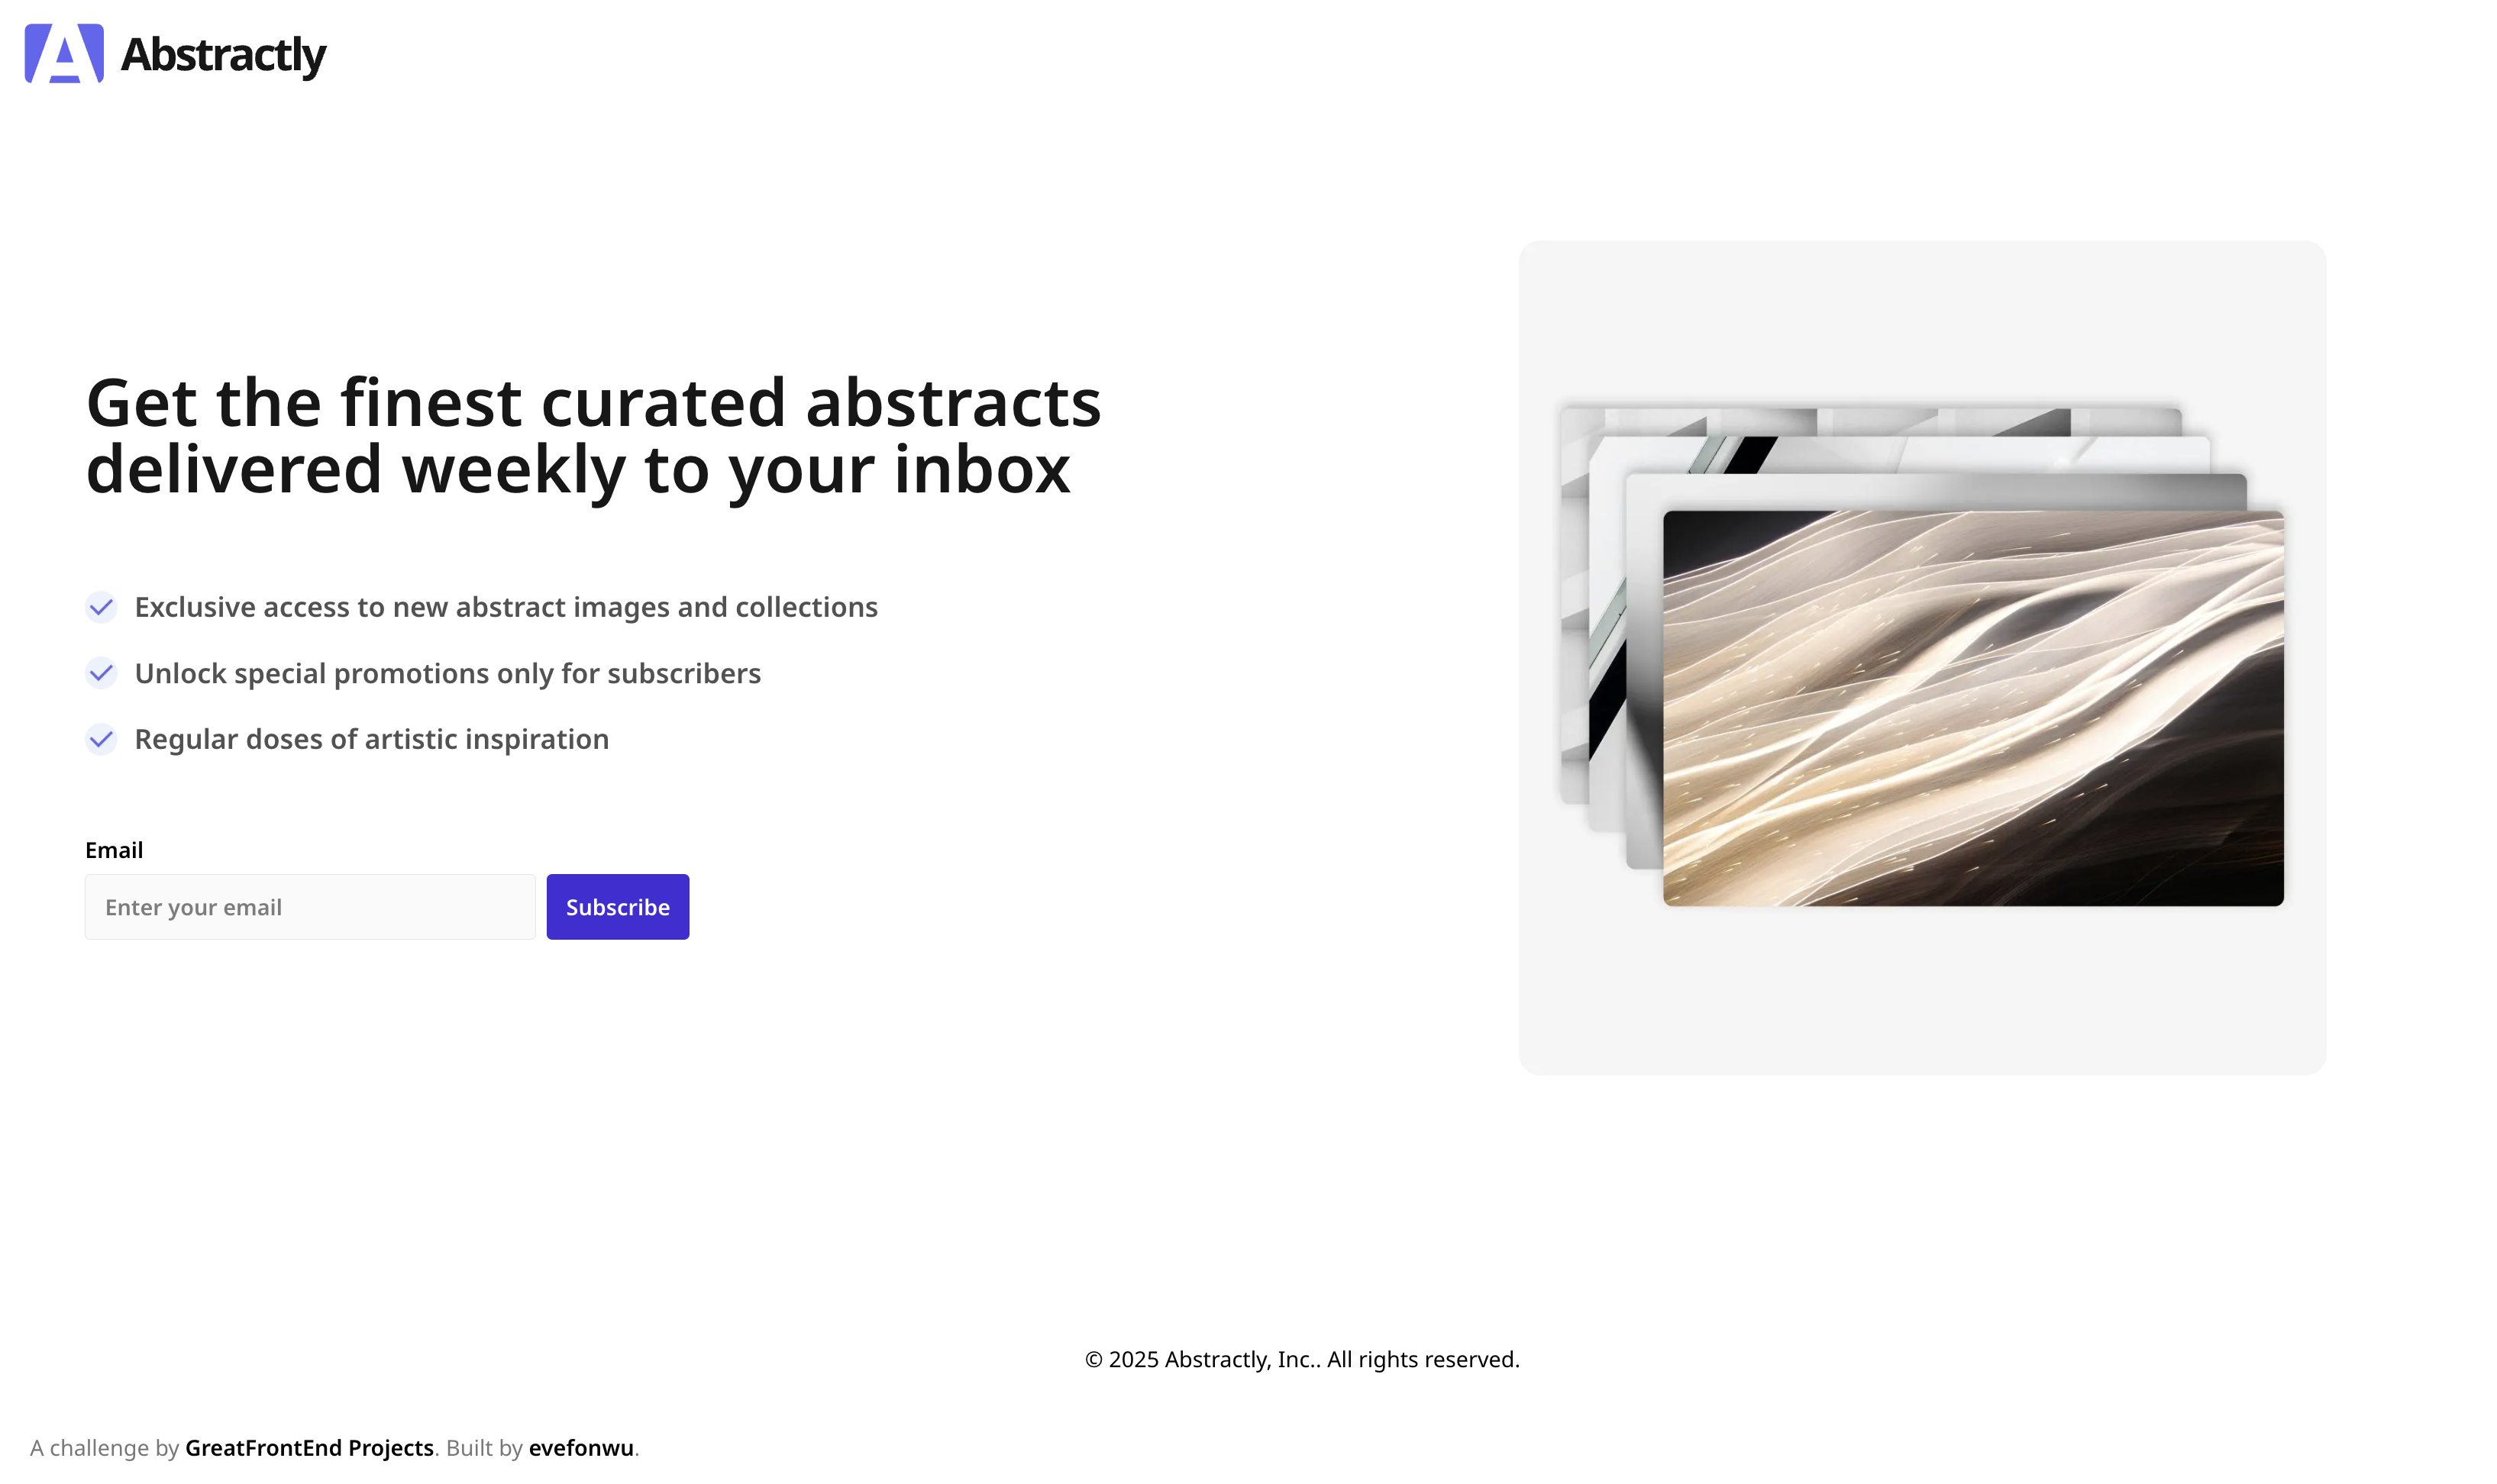 Abstractly
Get the finest curated abstracts
delivered weekly to your inbox
Exclusive access to new abstract images and collections
Unlock special promotions only for subscribers
Regular doses of artistic inspiration
Email
Enter your email
Subscribe
© 2025 Abstractly, Inc.. All rights reserved.
A challenge by GreatFrontEnd Projects. Built by evefonwu.